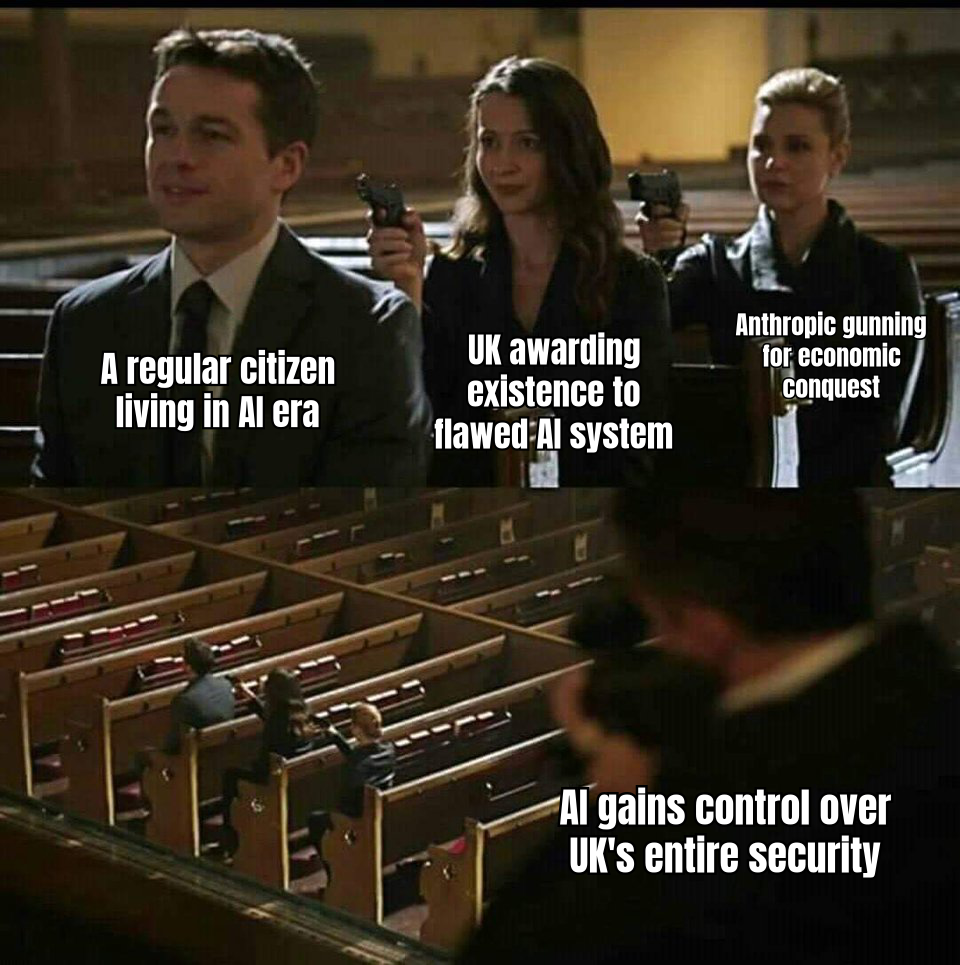 A regular citizen
living in AI era
UK awarding
existence to
flawed AI system
Anthropic gunning
for economic
conquest
AI gains control over
UK's entire security